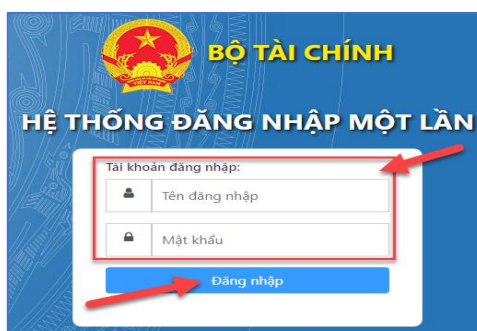 BỘ TÀI CHÍNH
HỆ THỐNG ĐĂNG NHẬP MỘT LẦN
Tài khoản đăng nhập:
Tên đăng nhập
Mật khẩu
Đăng nhập